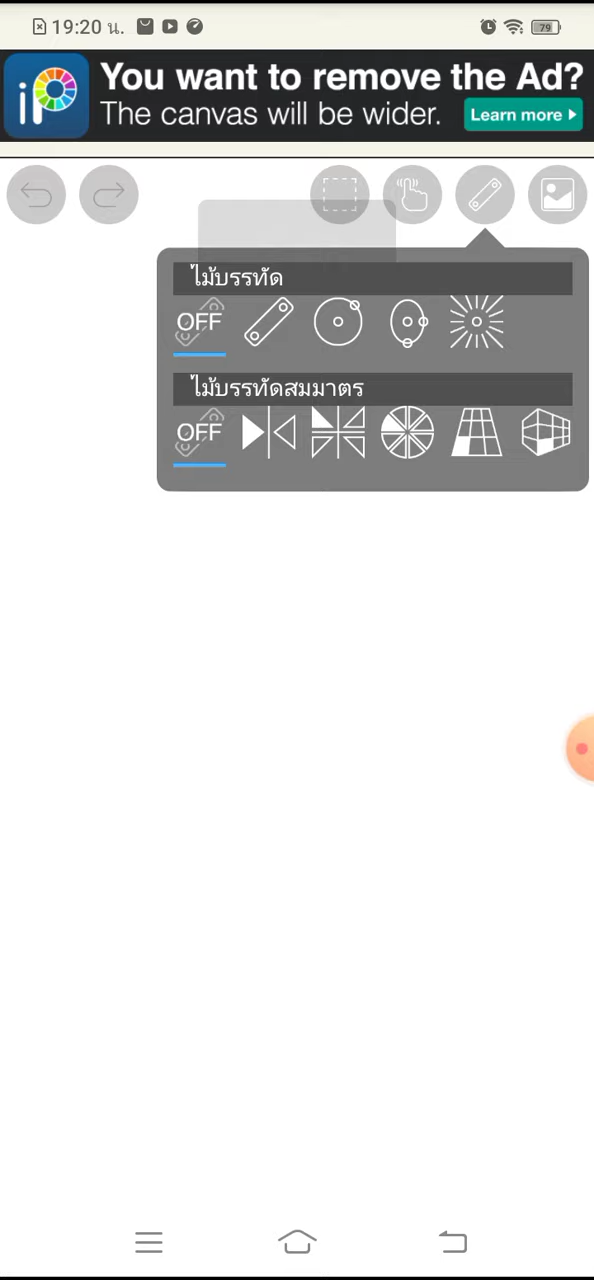 19:20 น.
79
iP
You want to remove the Ad?
The canvas will be wider.
Learn more
ไม้บรรทัด
OFF
ไม้บรรทัดสมมาตร
OFF